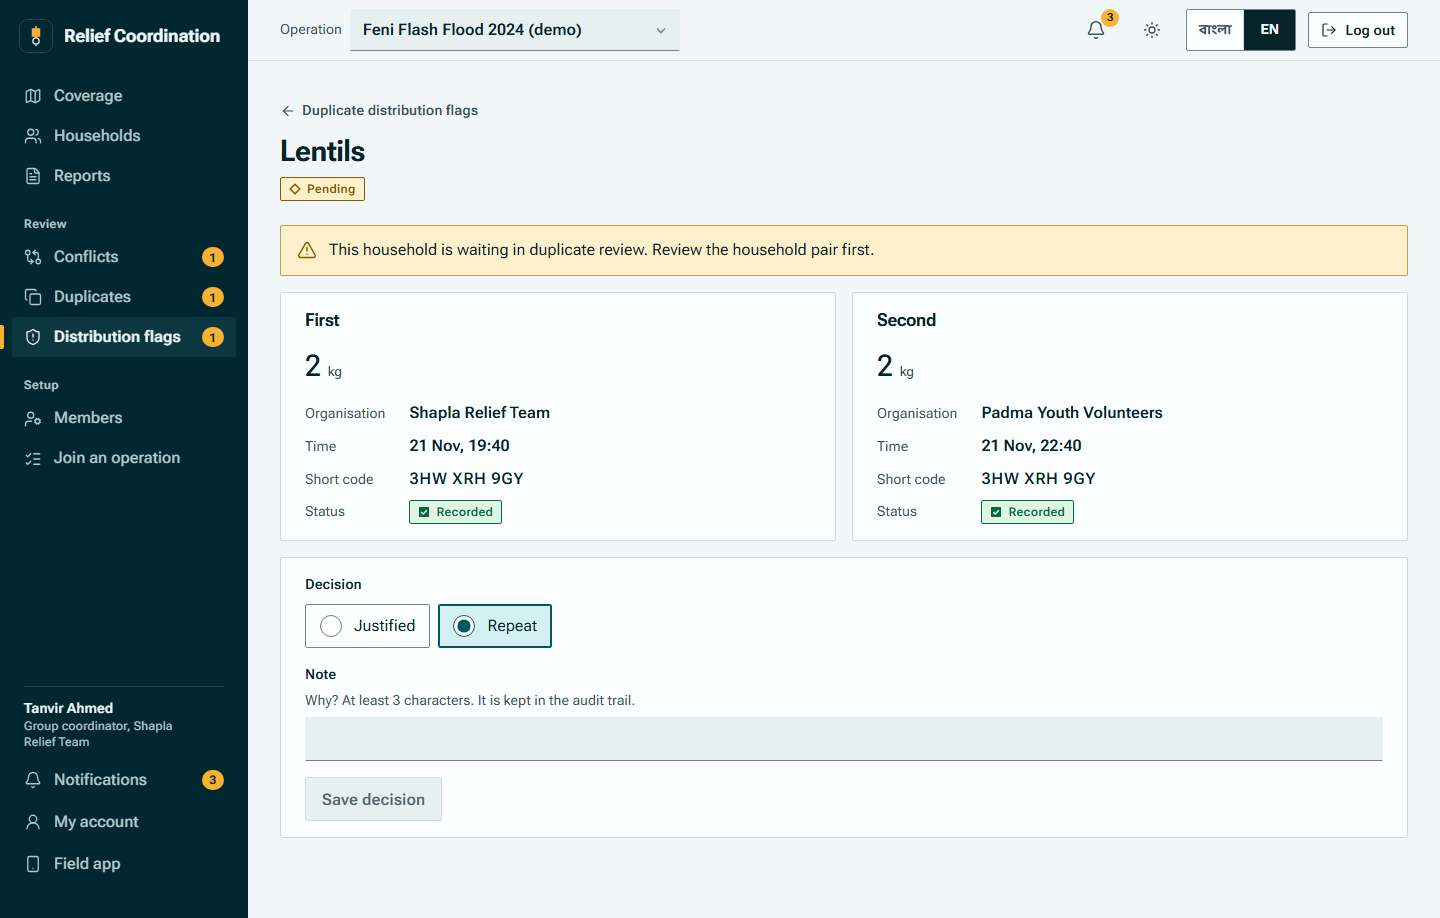 Relief Coordination
Operation
Feni Flash Flood 2024 (demo)
3
বাংলা
EN
Log out
Coverage
Households
Reports
Review
Conflicts 1
Duplicates 1
Distribution flags 1
Setup
Members
Join an operation
Tanvir Ahmed
Group coordinator, Shapla
Relief Team
Notifications 3
My account
Field app
Duplicate distribution flags
Lentils
Pending
This household is waiting in duplicate review. Review the household pair first.
First
2 kg
Organisation Shapla Relief Team
Time 21 Nov, 19:40
Short code 3HW XRH 9GY
Status Recorded
Second
2 kg
Organisation Padma Youth Volunteers
Time 21 Nov, 22:40
Short code 3HW XRH 9GY
Status Recorded
Decision
Justified
Repeat
Note
Why? At least 3 characters. It is kept in the audit trail.
Save decision